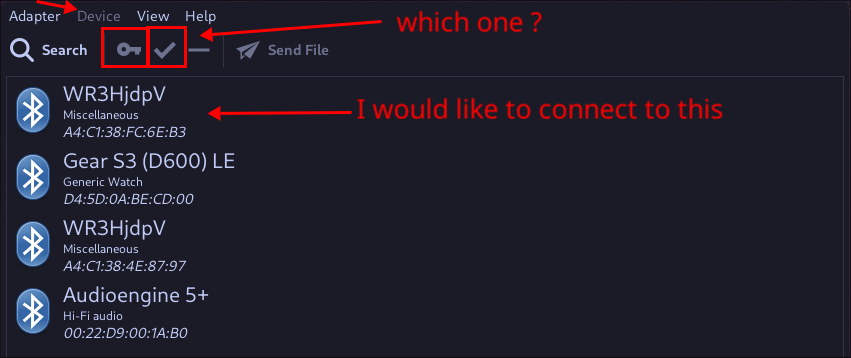 Adapter Device View Help
which one ?
Search Send File
WR3HjdpV
Miscellaneous
A4:C1:38:FC:6E:B3
I would like to connect to this
Gear S3 (D600) LE
Generic Watch
D4:5D:0A:BE:CD:00
WR3HjdpV
Miscellaneous
A4:C1:38:4E:87:97
Audioengine 5+
Hi-Fi audio
00:22:D9:00:1A:B0